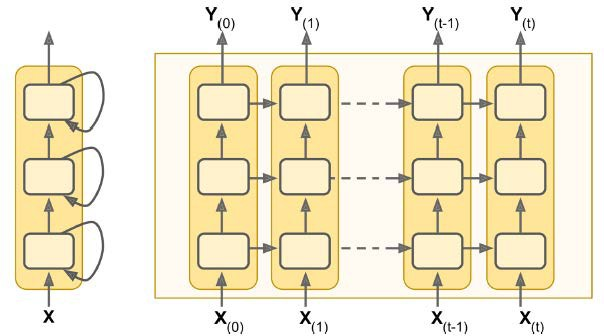 Y(0) Y(1) Y(t-1) Y(t)
X X(0) X(1) X(t-1) X(t)